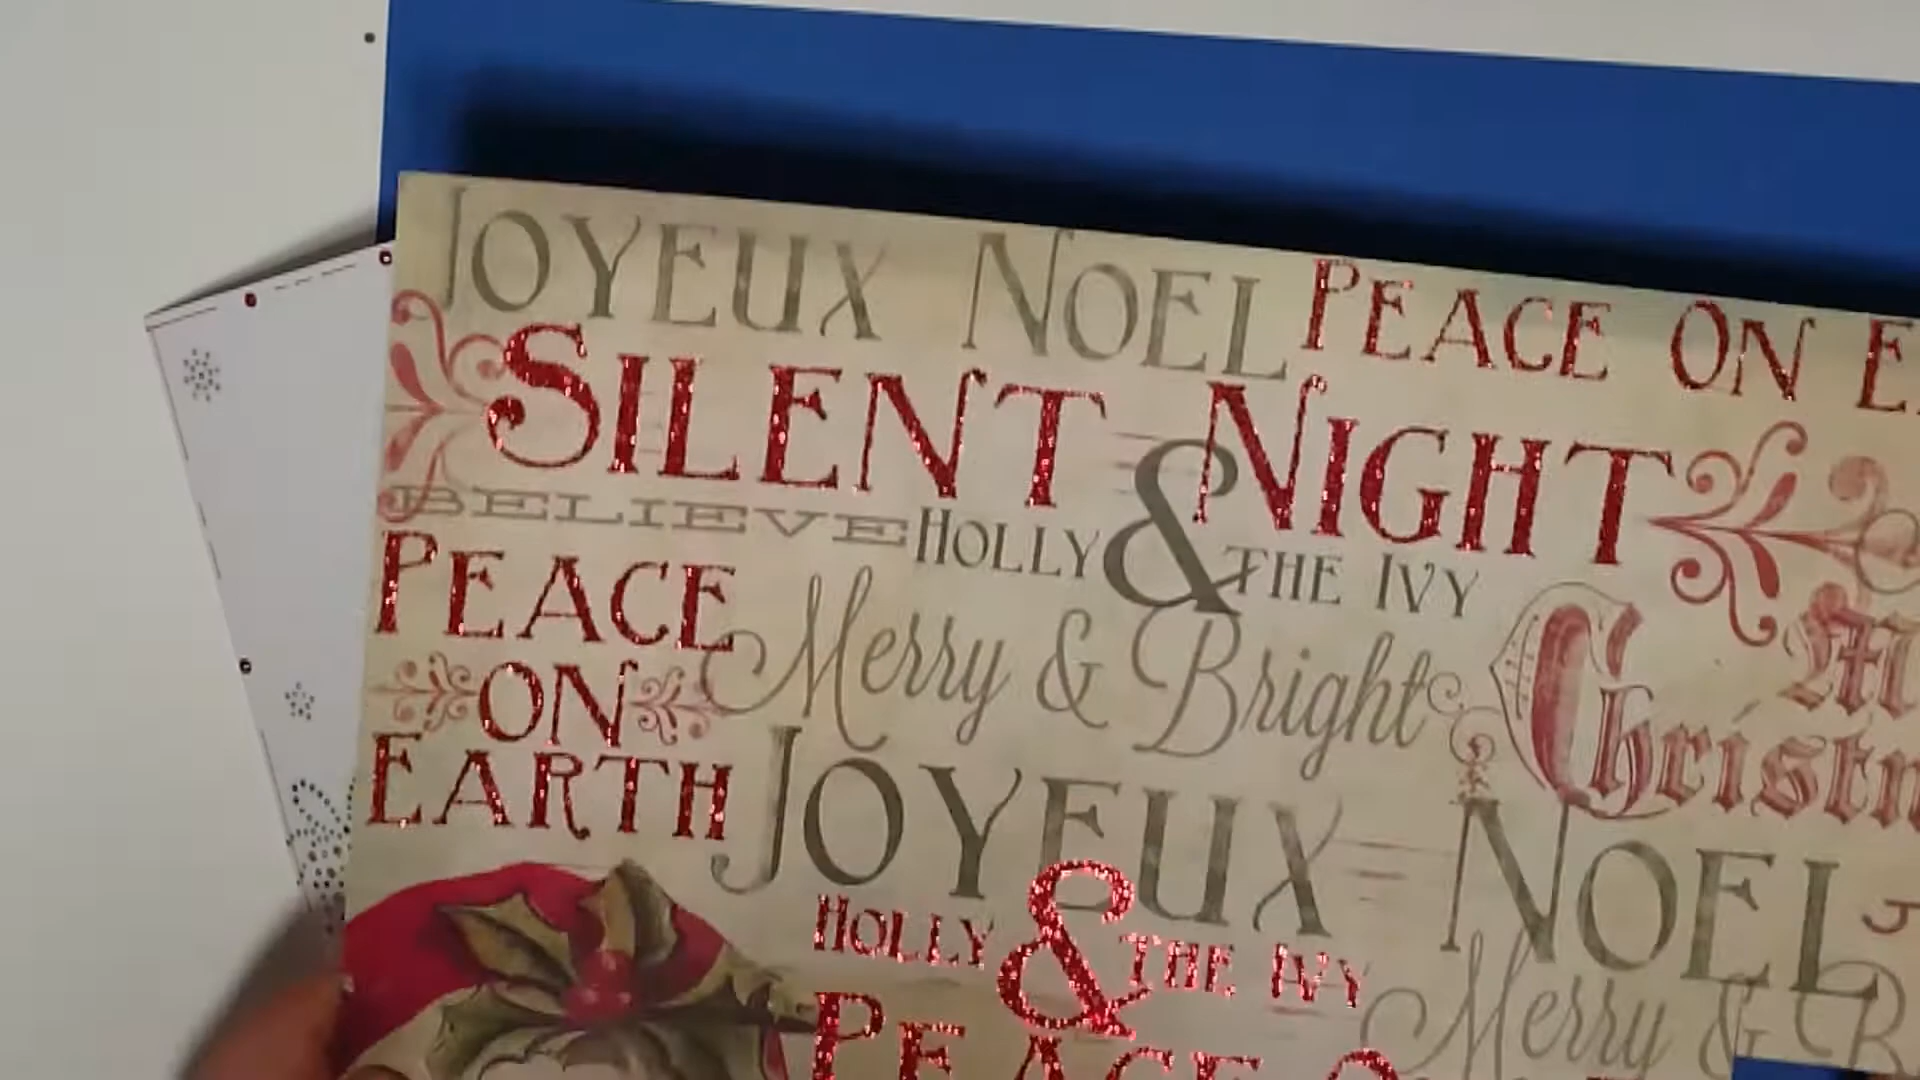 JOYEUX NOEL PEACE ON
SILENT NIGHT
BELIEVE HOLLY & THE IVY
PEACE
ON
EARTH
Merry & Bright
JOYEUX NOEL
HOLLY & THE IVY
Merry &
PEACE